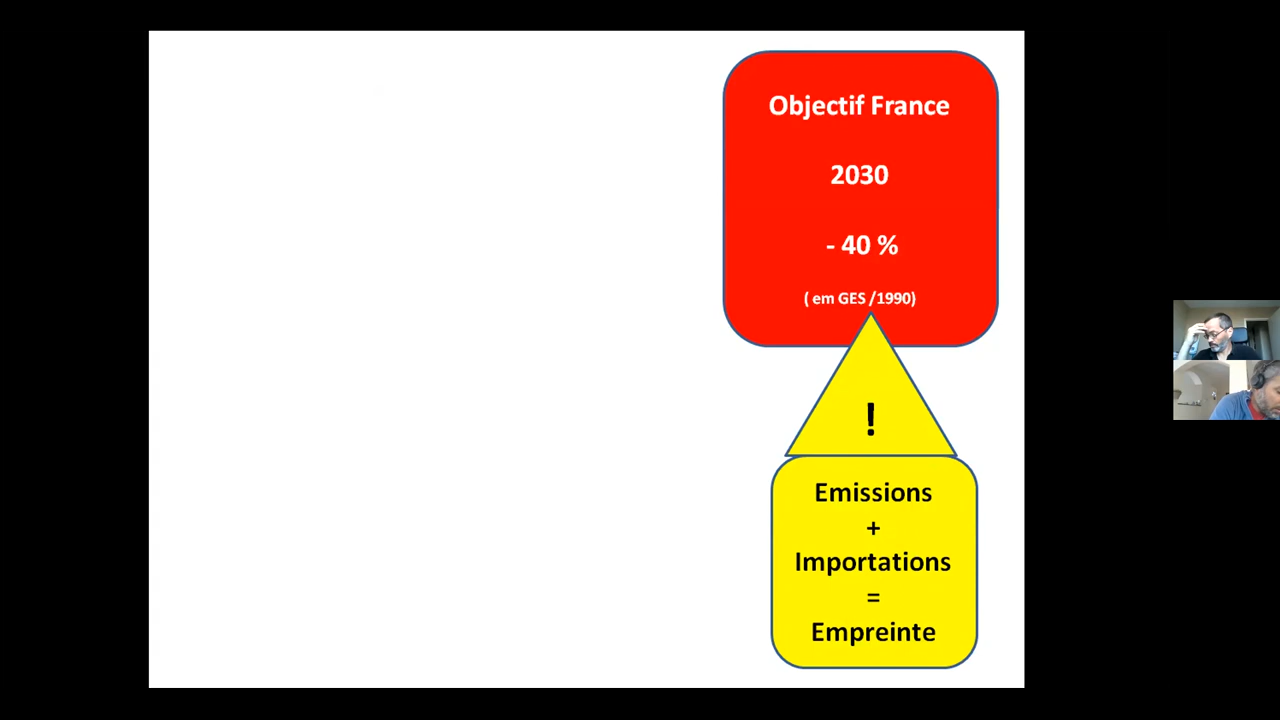 Objectif France
2030
- 40 %
( em GES /1990)
!
Emissions
+
Importations
=
Empreinte